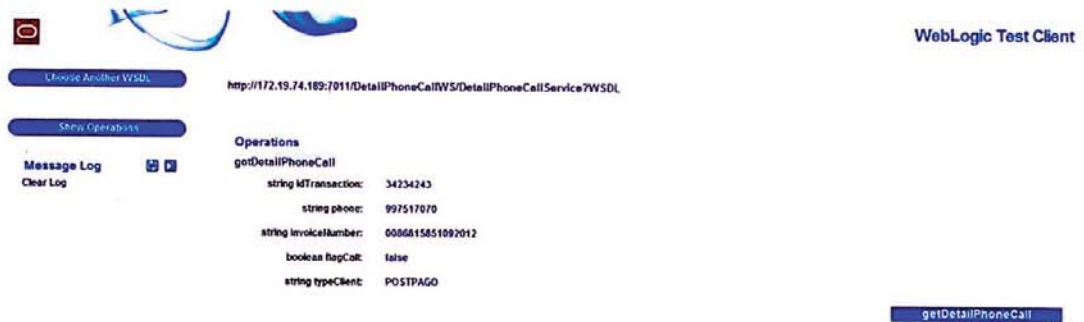 WebLogic Test Client
Choose Another WSDL
http://172.19.74.189:7011/DetailPhoneCallWS/DetailPhoneCallService?WSDL
Show Operations
Operations
Message Log
getDetailPhoneCall
Clear Log
string idTransaction: 34234243
string phone: 997517070
string invoiceNumber: 0086815851092012
boolean flagCall: false
string typeClient: POSTPAGO
getDetailPhoneCall